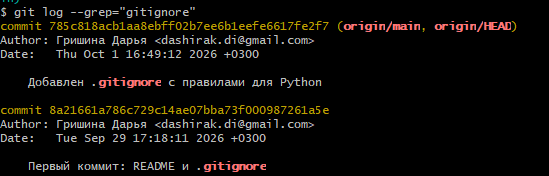 $ git log --grep="gitignore"
commit 785c818acb1aa8ebff02b7ee6b1eefe6617fe2f7 (origin/main, origin/HEAD)
Author: Гришина Дарья <dashirak.di@gmail.com>
Date:   Thu Oct 1 16:49:12 2026 +0300
    Добавлен .gitignore с правилами для Python
commit 8a21661a786c729c14ae07bba73f000987261a5e
Author: Гришина Дарья <dashirak.di@gmail.com>
Date:   Tue Sep 29 17:18:11 2026 +0300
    Первый коммит: README и .gitignore